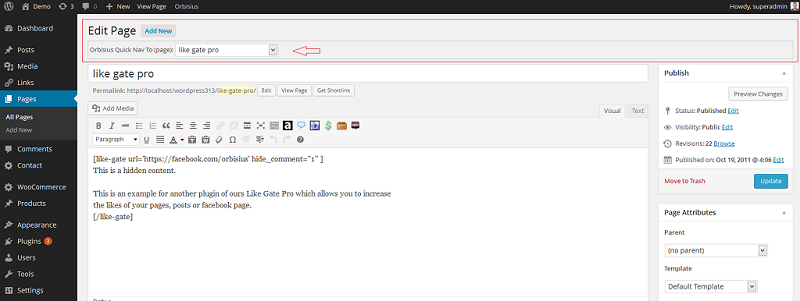 Demo 3 0 + New View Page Orbisius Howdy, superadmin
Dashboard
Posts
Media
Links
Pages
All Pages
Add New
Comments
Contact
WooCommerce
Products
Appearance
Plugins 3
Users
Tools
Settings
Edit Page Add New
Orbisius Quick Nav To (page): like gate pro
like gate pro
Permalink: http://localhost/wordpress313/like-gate-pro/ Edit View Page Get Shortlink
Add Media Visual Text
Paragraph
[like-gate url='https://facebook.com/orbisius' hide_comment="1" ]
This is a hidden content.
This is an example for another plugin of ours Like Gate Pro which allows you to increase
the likes of your pages, posts or facebook page.
[/like-gate]
Publish
Preview Changes
Status: Published Edit
Visibility: Public Edit
Revisions: 22 Browse
Published on: Oct 19, 2011 @ 4:06 Edit
Move to Trash Update
Page Attributes
Parent
(no parent)
Template
Default Template